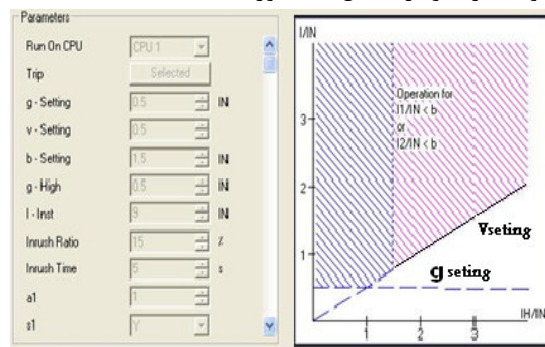 Parameters
Run On CPU CPU 1
Trip Selected
g - Setting 0.5 IN
v - Setting 0.5
b - Setting 1.5 IN
g - High 0.5 IN
I - Inst 9 IN
Inrush Ratio 15 %
Inrush Time 5 s
a1 1
s1 Y
I/IN
Operation for
I1/IN < b
or
I2/IN < b
3
2
1
Vseting
g seting
IH/IN
1 2 3